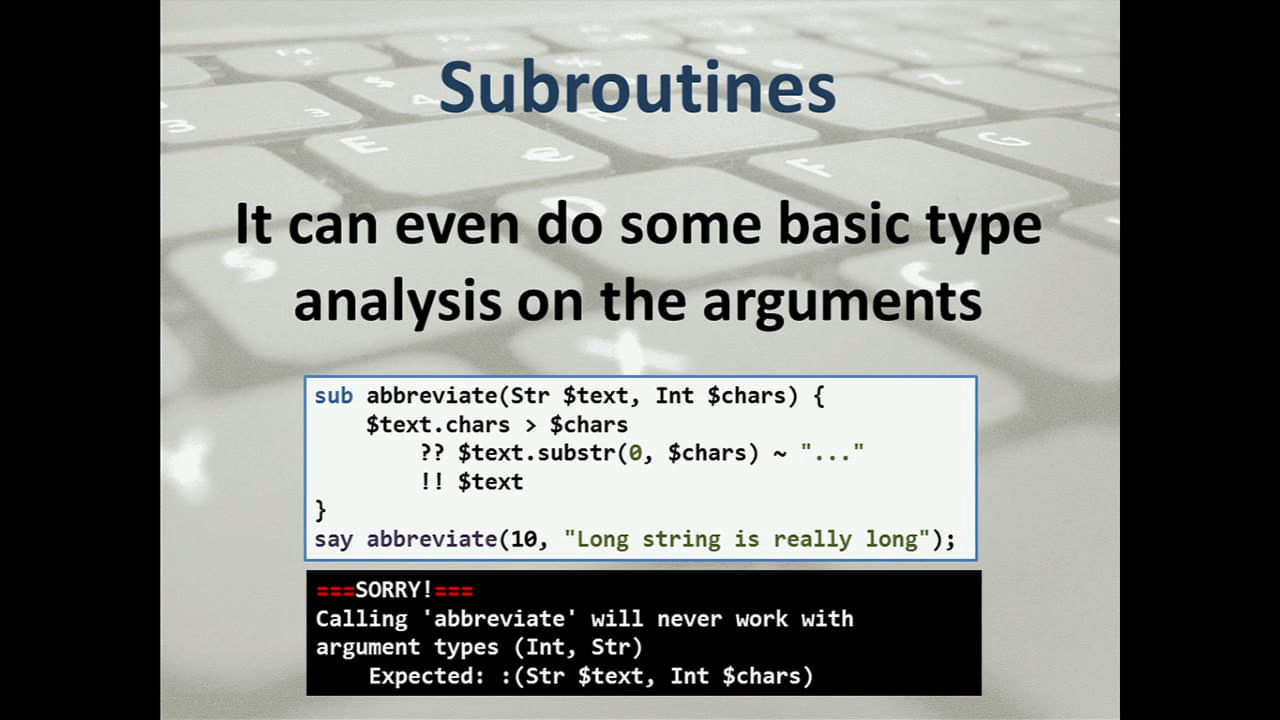 Subroutines
It can even do some basic type
analysis on the arguments
sub abbreviate(Str $text, Int $chars) {
    $text.chars > $chars
        ?? $text.substr(0, $chars) ~ "..."
        !! $text
}
say abbreviate(10, "Long string is really long");
===SORRY!===
Calling 'abbreviate' will never work with
argument types (Int, Str)
    Expected: :(Str $text, Int $chars)